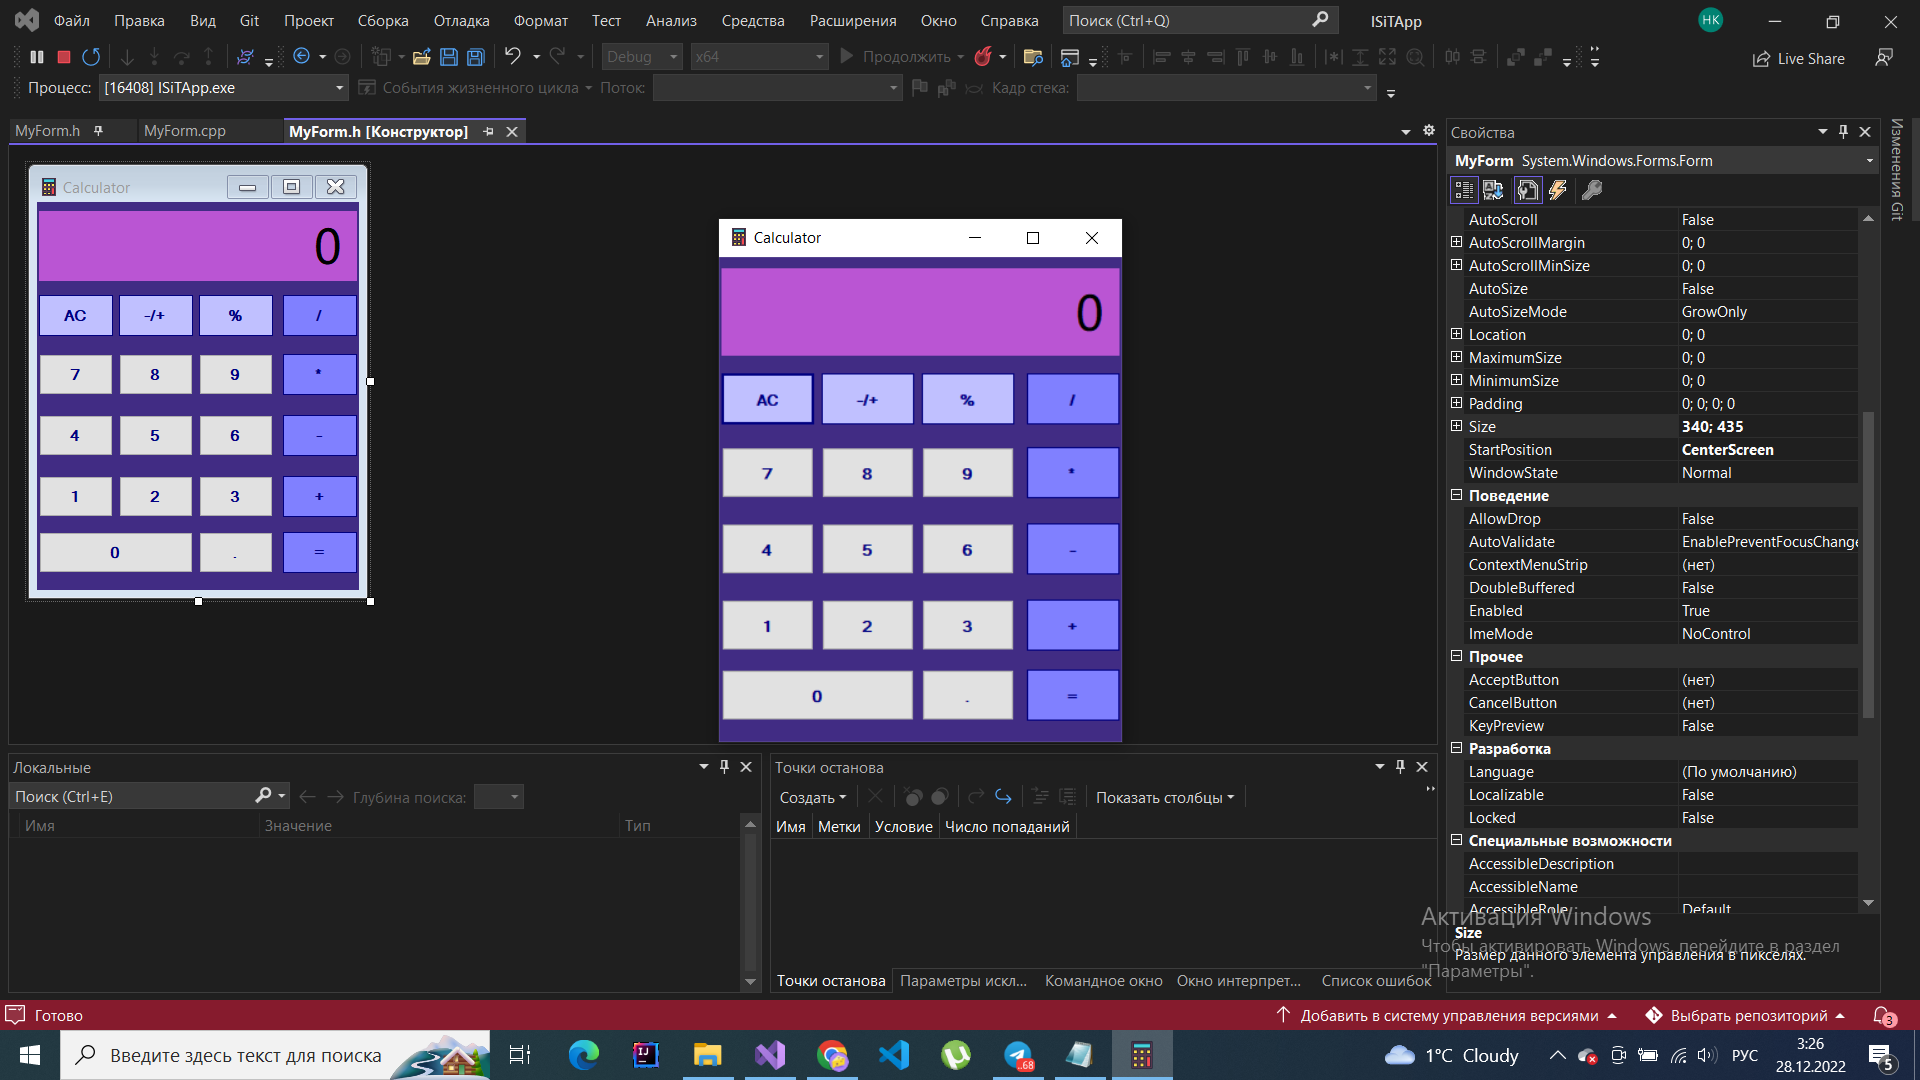 Файл Правка Вид Git Проект Сборка Отладка Формат Тест Анализ Средства Расширения Окно Справка Поиск (Ctrl+Q) ISiTApp НК
Debug x64 Продолжить Live Share
Процесс: [16408] ISiTApp.exe События жизненного цикла Поток: Кадр стека:
MyForm.h MyForm.cpp MyForm.h [Конструктор]
Calculator
0
AC -/+ % /
7 8 9 *
4 5 6 -
1 2 3 +
0 . =
Calculator
0
AC -/+ % /
7 8 9 *
4 5 6 -
1 2 3 +
0 . =
Свойства
MyForm System.Windows.Forms.Form
AutoScroll False
AutoScrollMargin 0; 0
AutoScrollMinSize 0; 0
AutoSize False
AutoSizeMode GrowOnly
Location 0; 0
MaximumSize 0; 0
MinimumSize 0; 0
Padding 0; 0; 0; 0
Size 340; 435
StartPosition CenterScreen
WindowState Normal
Поведение
AllowDrop False
AutoValidate EnablePreventFocusChange
ContextMenuStrip (нет)
DoubleBuffered False
Enabled True
ImeMode NoControl
Прочее
AcceptButton (нет)
CancelButton (нет)
KeyPreview False
Разработка
Language (По умолчанию)
Localizable False
Locked False
Специальные возможности
AccessibleDescription
AccessibleName
AccessibleRole Default
Size
Размер данного элемента управления в пикселях.
Активация Windows
Чтобы активировать Windows, перейдите в раздел
"Параметры".
Изменения Git
Локальные
Поиск (Ctrl+E) Глубина поиска:
Имя Значение Тип
Точки останова
Создать Показать столбцы
Имя Метки Условие Число попаданий
Точки останова Параметры искл... Командное окно Окно интерпрет... Список ошибок
Готово Добавить в систему управления версиями Выбрать репозиторий 3
Введите здесь текст для поиска 68 1°C Cloudy РУС 3:26
28.12.2022 5